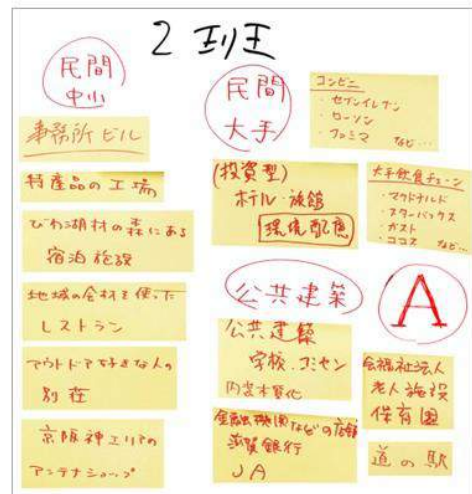 2班
民間
中小
事務所ビル
特産品の工場
びわ湖材の森にある
宿泊施設
地域の食材を使った
レストラン
アウトドア好きな人の
別荘
京阪神エリアの
アンテナショップ
民間
大手
コンビニ
・セブンイレブン
・ローソン
・ファミマ など…
(投資型)
ホテル・旅館
環境配慮
大手飲食チェーン
・マクドナルド
・スターバックス
・ガスト
・ココス など…
公共建築
公共建築
学校・コミセン
内装木質化
金融機関などの店舗
滋賀銀行
JA
A
会福祉法人
老人施設
保育園
道の駅